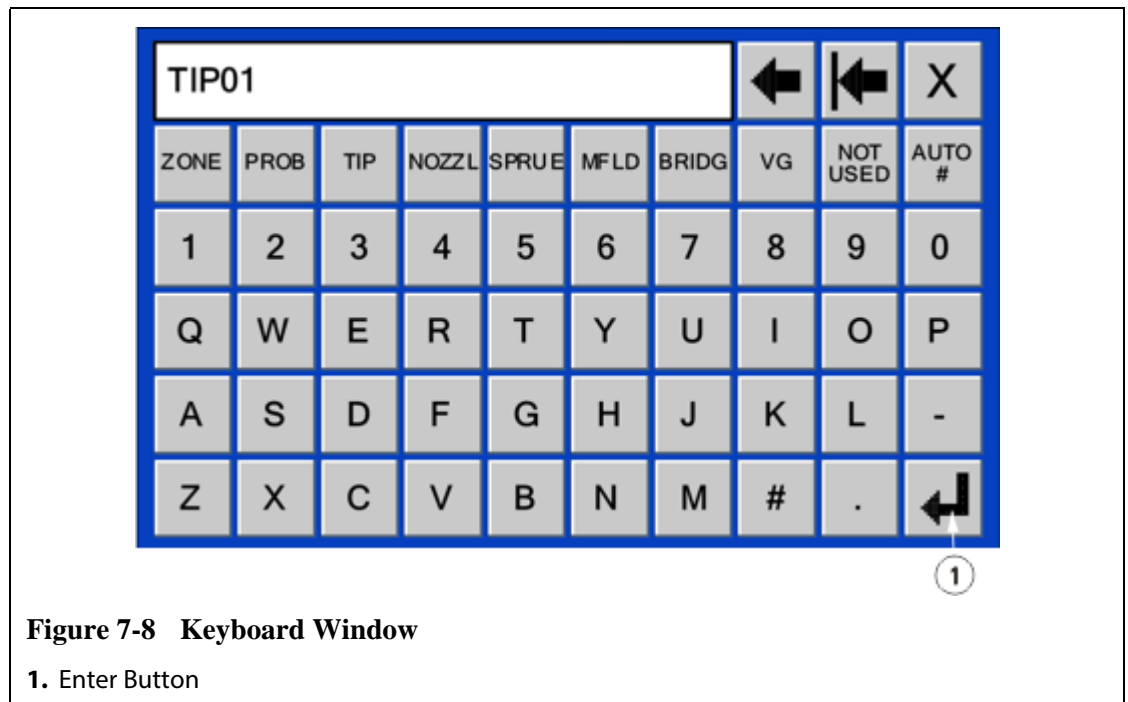 TIP01 X
ZONE PROB TIP NOZZL SPRUE MFLD BRIDG VG NOT USED AUTO #
1 2 3 4 5 6 7 8 9 0
Q W E R T Y U I O P
A S D F G H J K L -
Z X C V B N M # .
1
Figure 7-8 Keyboard Window
1. Enter Button